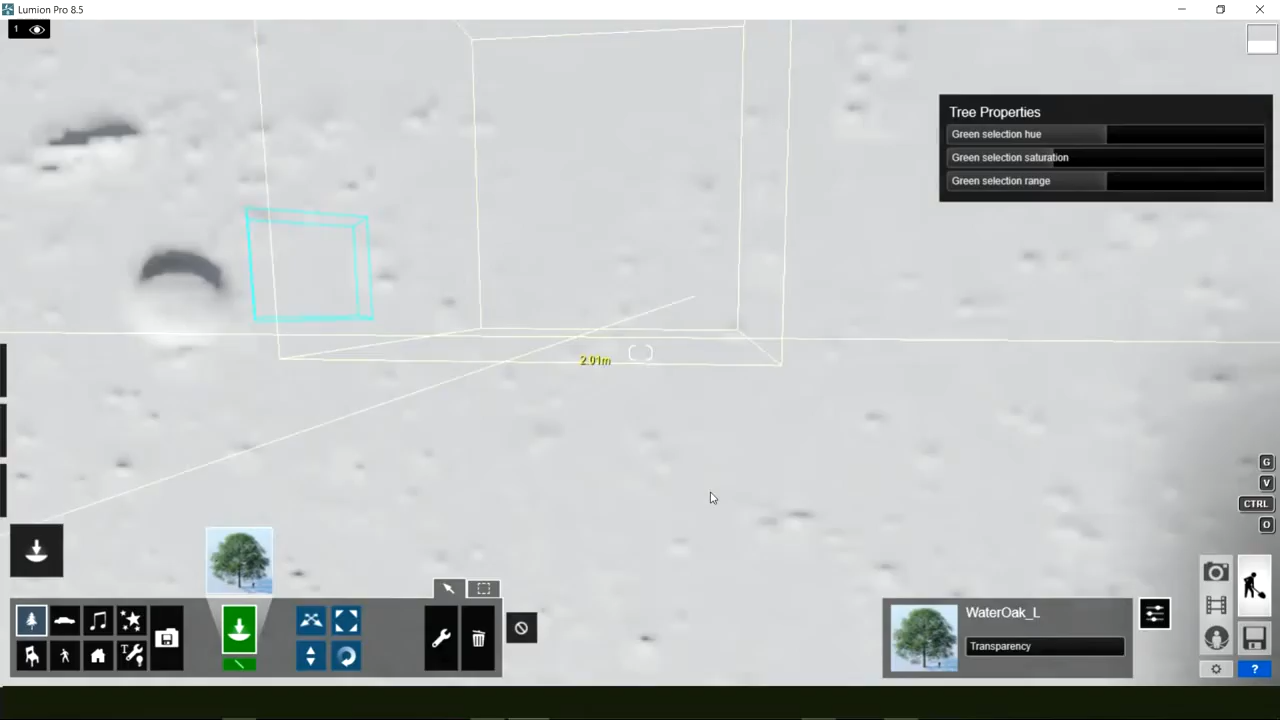 Lumion Pro 8.5
1
Tree Properties
Green selection hue
Green selection saturation
Green selection range
2.01m
G
V
CTRL
O
WaterOak_L
Transparency
T
?